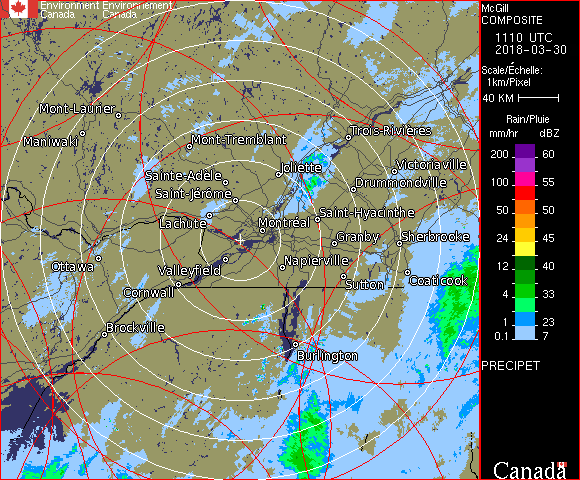 Environment Environnement
Canada Canada
McGill
COMPOSITE
1110 UTC
2018-03-30
Scale/Échelle:
1km/Pixel
40 KM
Rain/Pluie
mm/hr dBZ
200 60
55
100 55
50 50
24 45
12 40
4 33
1 23
0.1 7
PRECIPET
Canada
Mont-Laurier
Maniwaki
Mont-Tremblant
Trois-Rivières
Joliette
Victoriaville
Sainte-Adèle
Drummondville
Saint-Jérôme
Saint-Hyacinthe
Lachute
Montréal
Granby
Sherbrooke
Ottawa
Valleyfield
Napierville
Coaticook
Sutton
Cornwall
Brockville
Burlington